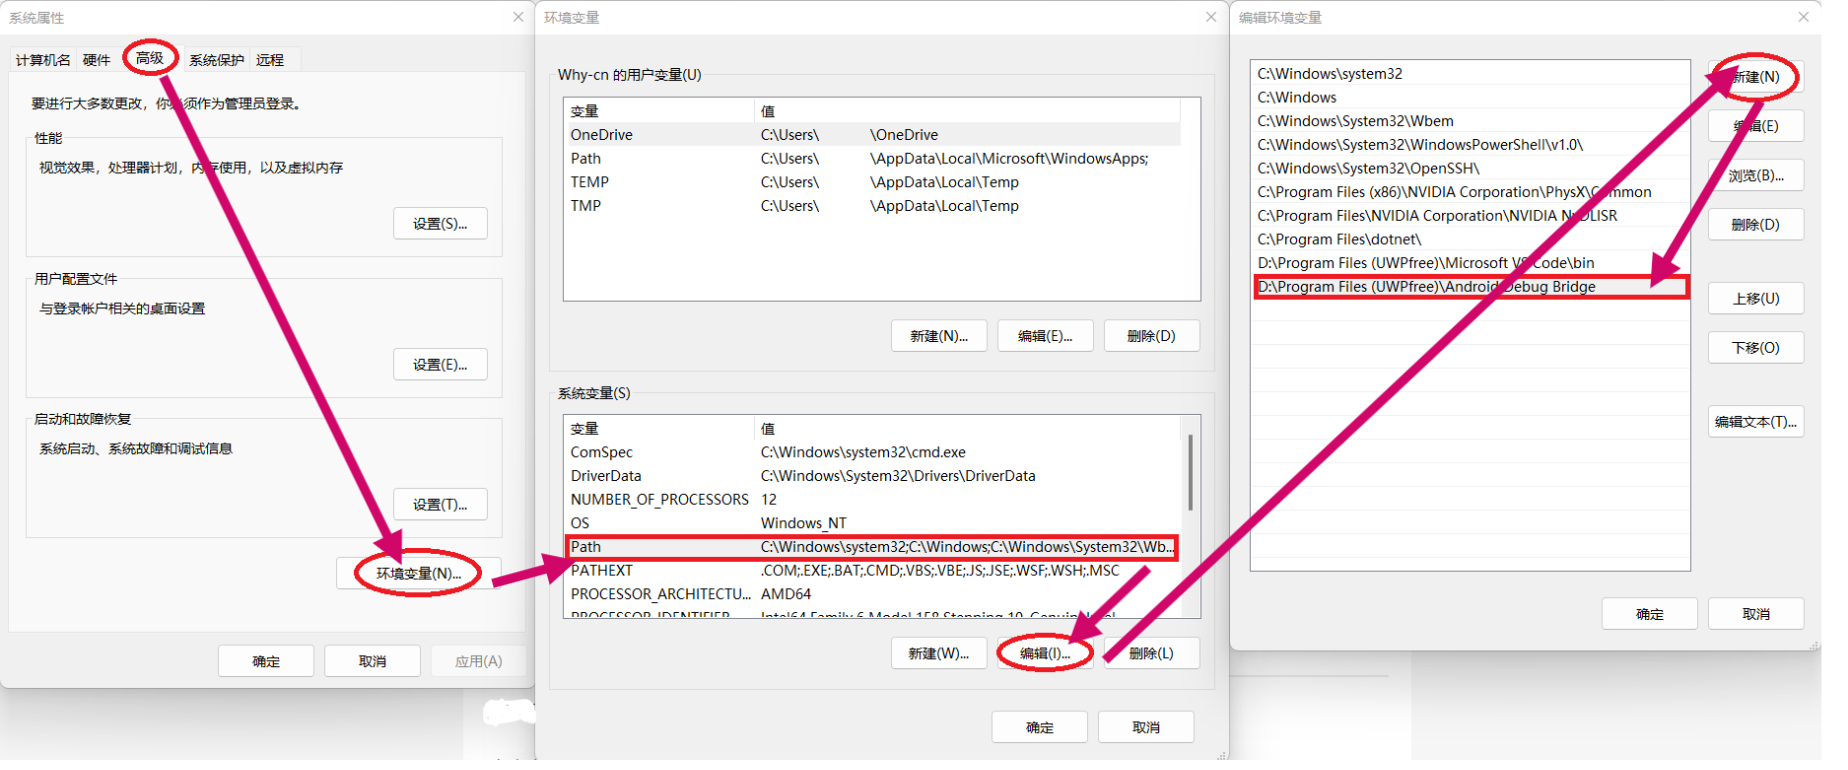 系统属性
计算机名 硬件 高级 系统保护 远程
要进行大多数更改，你必须作为管理员登录。
性能
视觉效果，处理器计划，内存使用，以及虚拟内存
设置(S)...
用户配置文件
与登录帐户相关的桌面设置
设置(E)...
启动和故障恢复
系统启动、系统故障和调试信息
设置(T)...
环境变量(N)...
确定 取消 应用(A)
环境变量
Why-cn 的用户变量(U)
变量 值
OneDrive C:\Users\ \OneDrive
Path C:\Users\ \AppData\Local\Microsoft\WindowsApps;
TEMP C:\Users\ \AppData\Local\Temp
TMP C:\Users\ \AppData\Local\Temp
新建(N)... 编辑(E)... 删除(D)
系统变量(S)
变量 值
ComSpec C:\Windows\system32\cmd.exe
DriverData C:\Windows\System32\Drivers\DriverData
NUMBER_OF_PROCESSORS 12
OS Windows_NT
Path C:\Windows\system32;C:\Windows;C:\Windows\System32\Wb...
PATHEXT .COM;.EXE;.BAT;.CMD;.VBS;.VBE;.JS;.JSE;.WSF;.WSH;.MSC
PROCESSOR_ARCHITECTU... AMD64
PROCESSOR_IDENTIFIER Intel64 Family 6 Model 158 Stepping 10, GenuineIntel
新建(W)... 编辑(I)... 删除(L)
确定 取消
编辑环境变量
C:\Windows\system32
C:\Windows
C:\Windows\System32\Wbem
C:\Windows\System32\WindowsPowerShell\v1.0\
C:\Windows\System32\OpenSSH\
C:\Program Files (x86)\NVIDIA Corporation\PhysX\Common
C:\Program Files\NVIDIA Corporation\NVIDIA NvDLISR
C:\Program Files\dotnet\
D:\Program Files (UWPfree)\Microsoft VS Code\bin
D:\Program Files (UWPfree)\Android Debug Bridge
新建(N)
编辑(E)
浏览(B)...
删除(D)
上移(U)
下移(O)
编辑文本(T)...
确定 取消